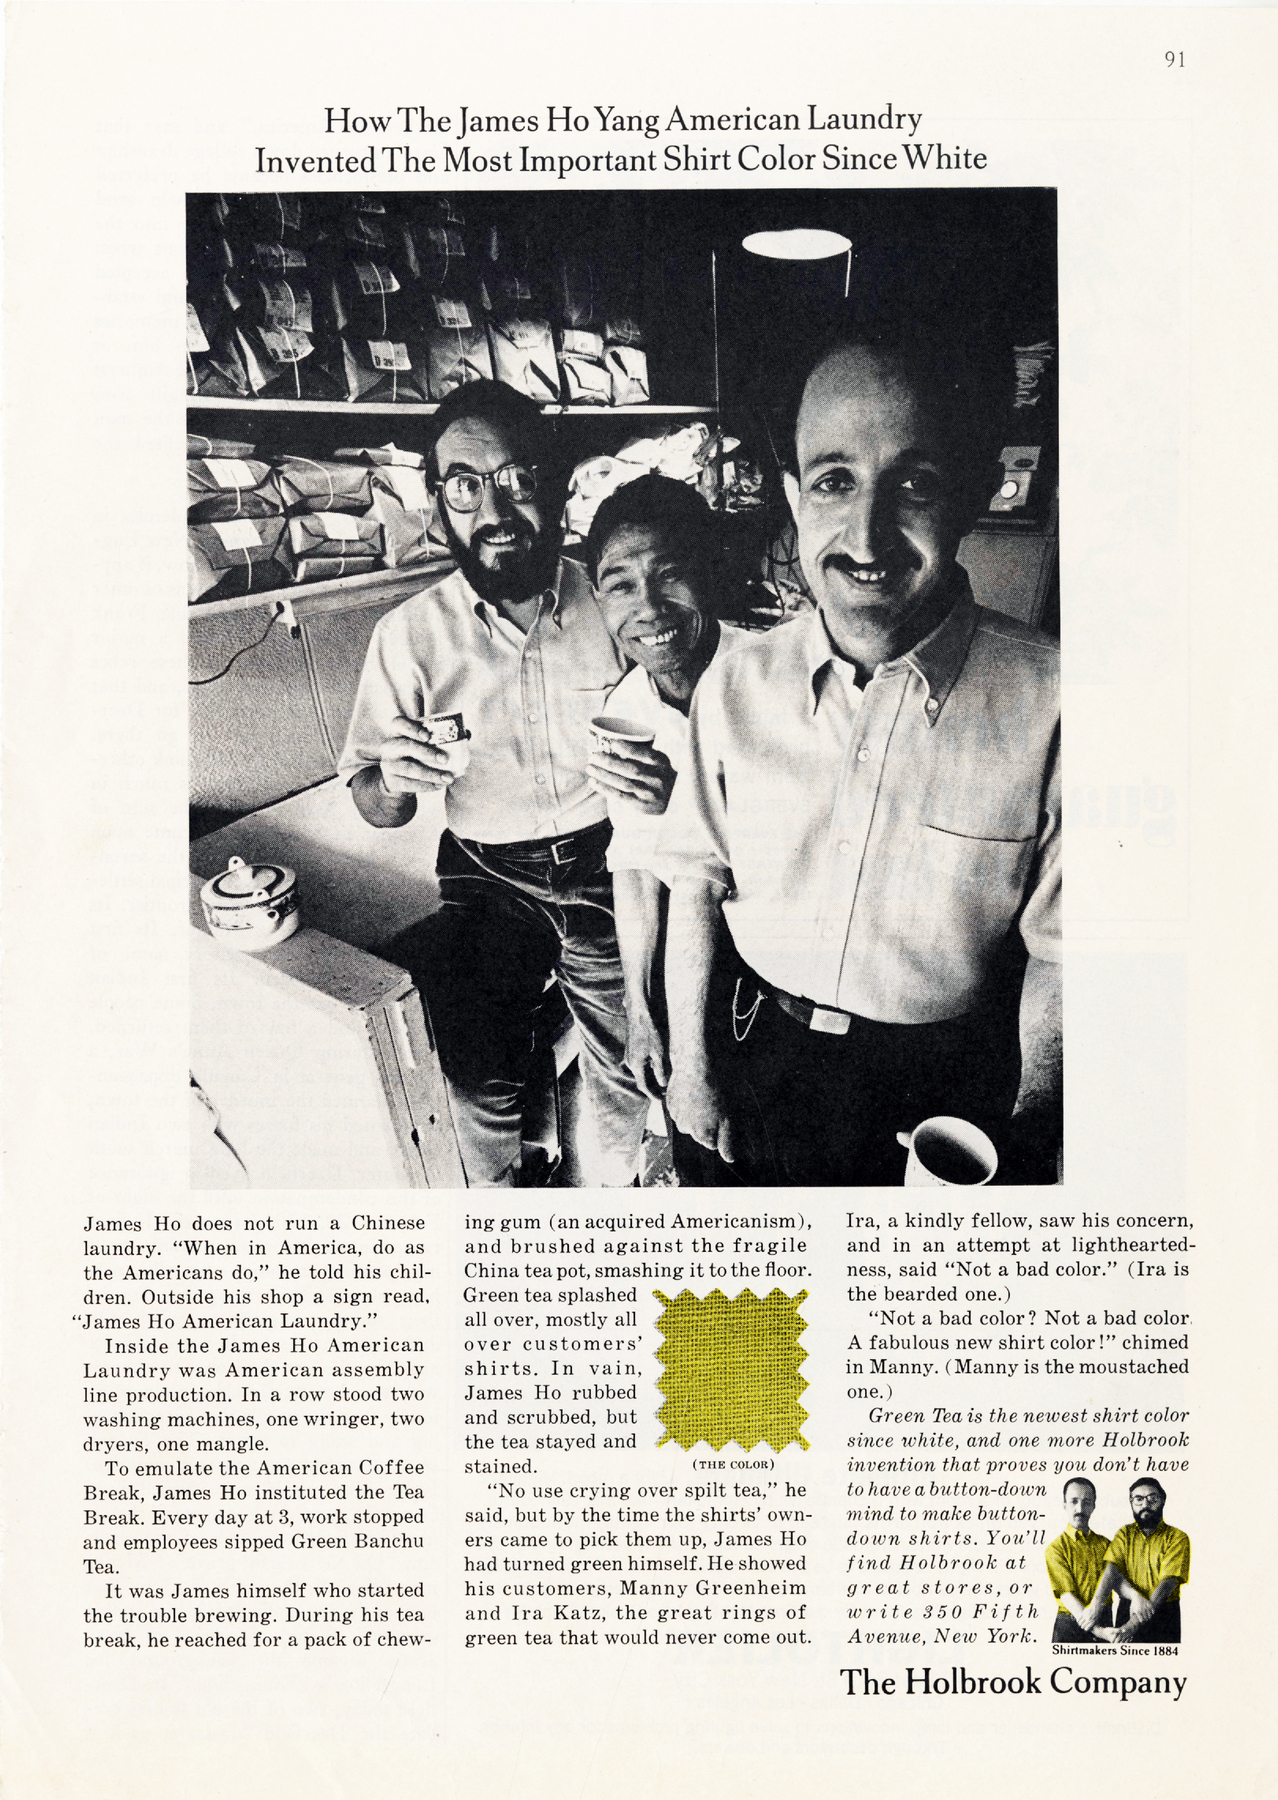 91
How The James Ho Yang American Laundry
Invented The Most Important Shirt Color Since White
James Ho does not run a Chinese
laundry. “When in America, do as
the Americans do,” he told his chil-
dren. Outside his shop a sign read,
“James Ho American Laundry.”
Inside the James Ho American
Laundry was American assembly
line production. In a row stood two
washing machines, one wringer, two
dryers, one mangle.
To emulate the American Coffee
Break, James Ho instituted the Tea
Break. Every day at 3, work stopped
and employees sipped Green Banchu
Tea.
It was James himself who started
the trouble brewing. During his tea
break, he reached for a pack of chew-
ing gum (an acquired Americanism),
and brushed against the fragile
China teapot, smashing it to the floor.
Green tea splashed
all over, mostly all
over customers’
shirts. In vain,
James Ho rubbed
and scrubbed, but
the tea stayed and
stained.
(THE COLOR)
“No use crying over spilt tea,” he
said, but by the time the shirts’ own-
ers came to pick them up, James Ho
had turned green himself. He showed
his customers, Manny Greenheim
and Ira Katz, the great rings of
green tea that would never come out.
Ira, a kindly fellow, saw his concern,
and in an attempt at lighthearted-
ness, said “Not a bad color.” (Ira is
the bearded one.)
“Not a bad color? Not a bad color.
A fabulous new shirt color!” chimed
in Manny. (Manny is the moustached
one.)
Green Tea is the newest shirt color
since white, and one more Holbrook
invention that proves you don’t have
to have a button-down
mind to make button-
down shirts. You’ll
find Holbrook at
great stores, or
write 350 Fifth
Avenue, New York.
Shirtmakers Since 1884
The Holbrook Company